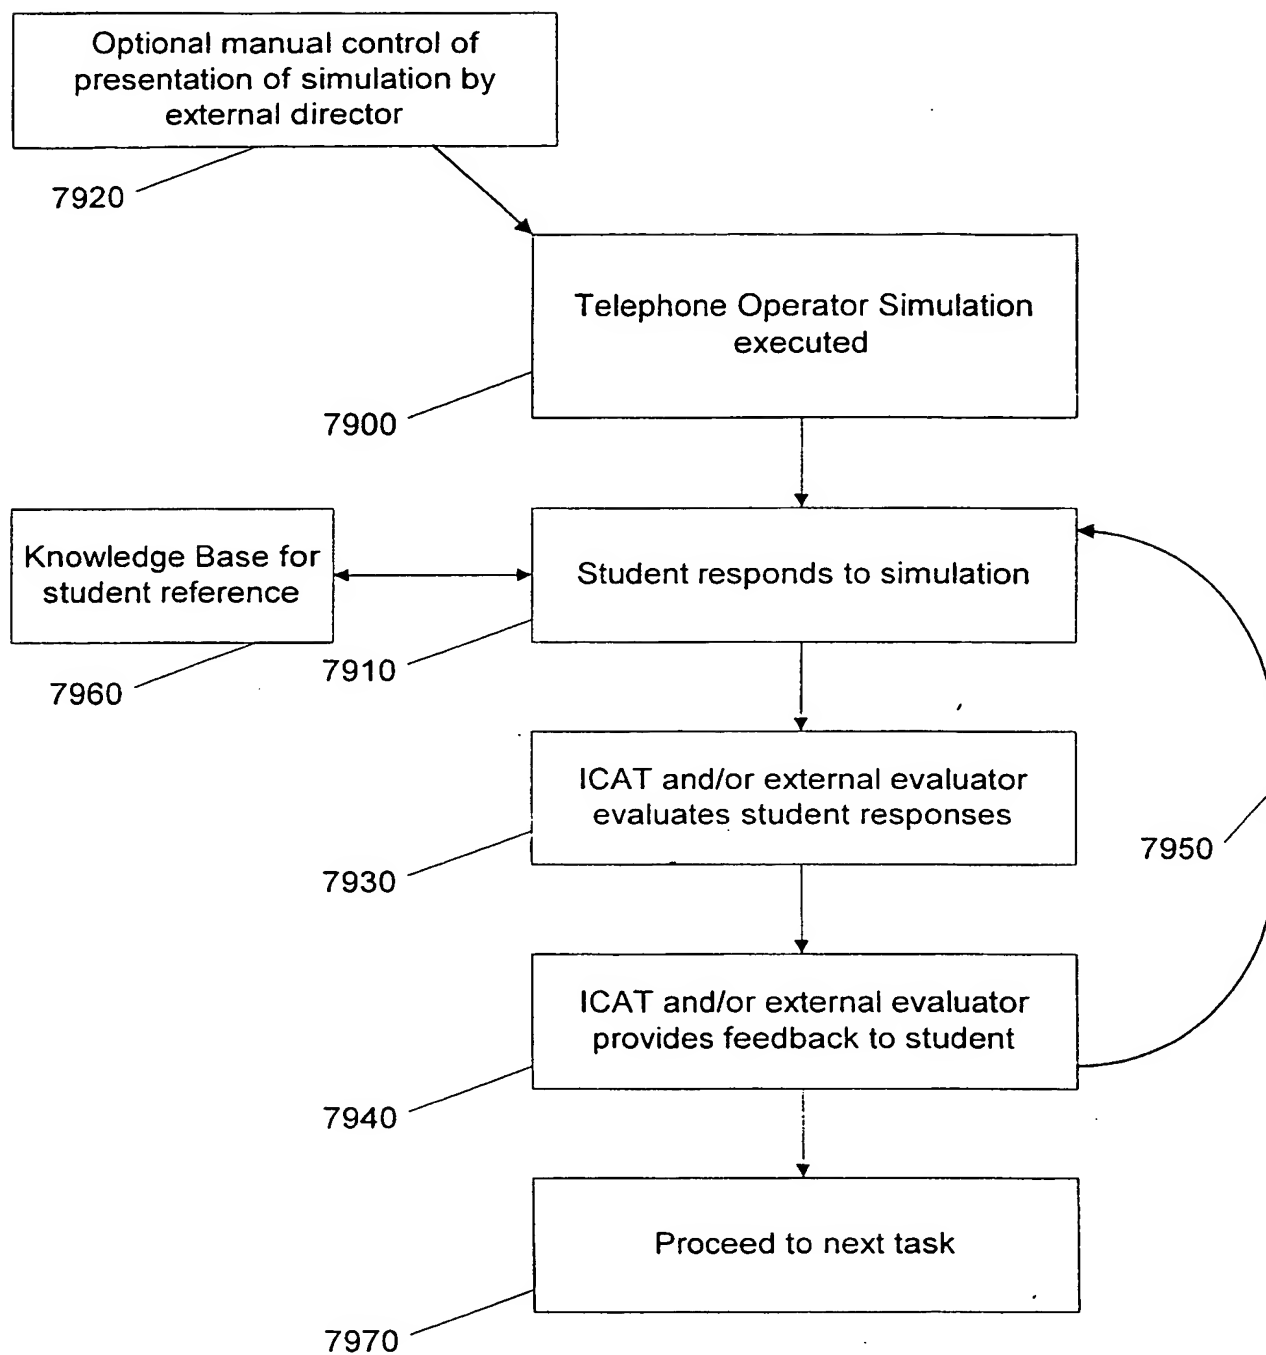 Optional manual control of
presentation of simulation by
external director
7920
Telephone Operator Simulation
executed
7900
Knowledge Base for
student reference
7960
Student responds to simulation
7910
ICAT and/or external evaluator
evaluates student responses
7930
7950
ICAT and/or external evaluator
provides feedback to student
7940
Proceed to next task
7970